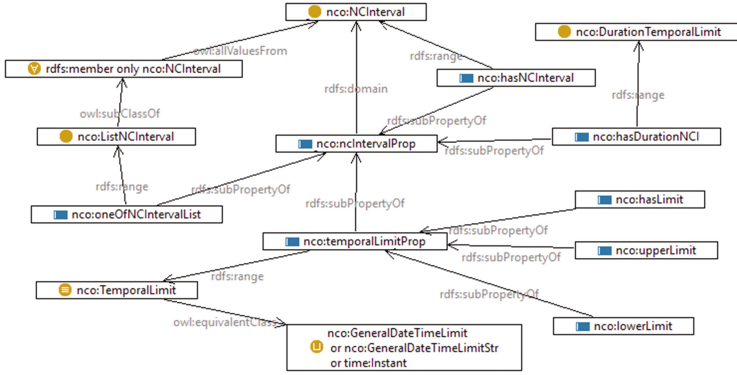 nco:NCInterval
nco:DurationTemporalLimit
owl:allValuesFrom
rdfs:member only nco:NCInterval
rdfs:range
nco:hasNCInterval
rdfs:domain
rdfs:range
owl:subClassOf
rdfs:subPropertyOf
nco:ListNCInterval
nco:ncIntervalProp
nco:hasDurationNCI
rdfs:subPropertyOf
rdfs:range
rdfs:subPropertyOf
rdfs:subPropertyOf
nco:hasLimit
nco:oneOfNCIntervalList
rdfs:subPropertyOf
nco:temporalLimitProp
nco:upperLimit
rdfs:subPropertyOf
rdfs:range
nco:TemporalLimit
rdfs:subPropertyOf
owl:equivalentClass
nco:lowerLimit
nco:GeneralDateTimeLimit
or nco:GeneralDateTimeLimitStr
or time:Instant